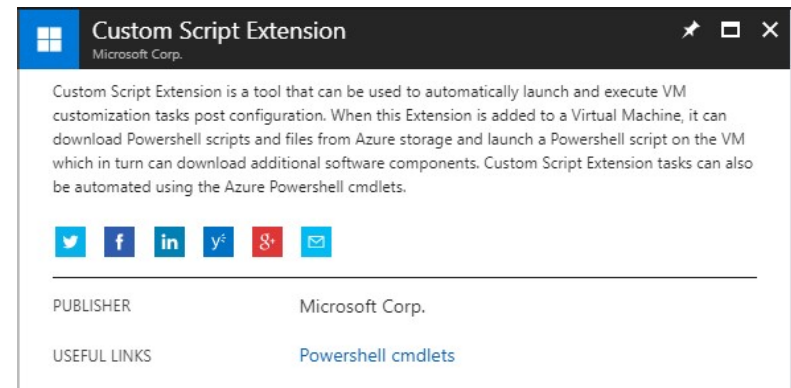 Custom Script Extension
Microsoft Corp.
Custom Script Extension is a tool that can be used to automatically launch and execute VM
customization tasks post configuration. When this Extension is added to a Virtual Machine, it can
download Powershell scripts and files from Azure storage and launch a Powershell script on the VM
which in turn can download additional software components. Custom Script Extension tasks can also
be automated using the Azure Powershell cmdlets.
f in y 8+
PUBLISHER Microsoft Corp.
USEFUL LINKS Powershell cmdlets